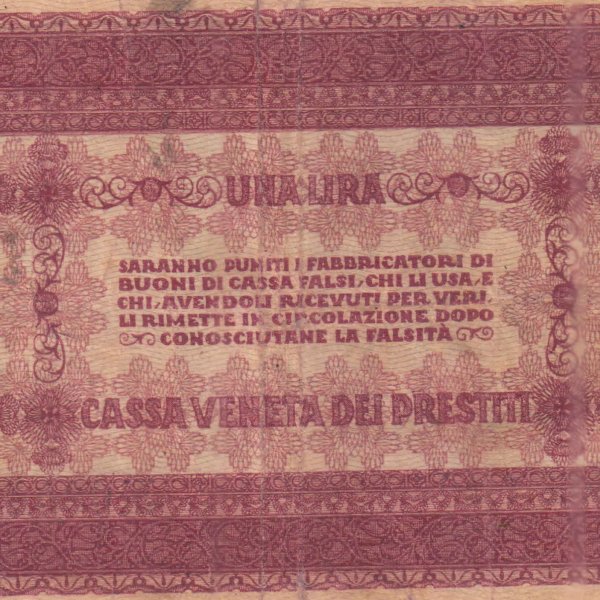 UNA LIRA
SARANNO PUNITI I FABBRICATORI DI
BUONI DI CASSA FALSI, CHI LI USA, E
CHI, AVENDOLI RICEVUTI PER VERI,
LI RIMETTE IN CIRCOLAZIONE DOPO
CONOSCIUTANE LA FALSITÀ
CASSA VENETA DEI PRESTITI